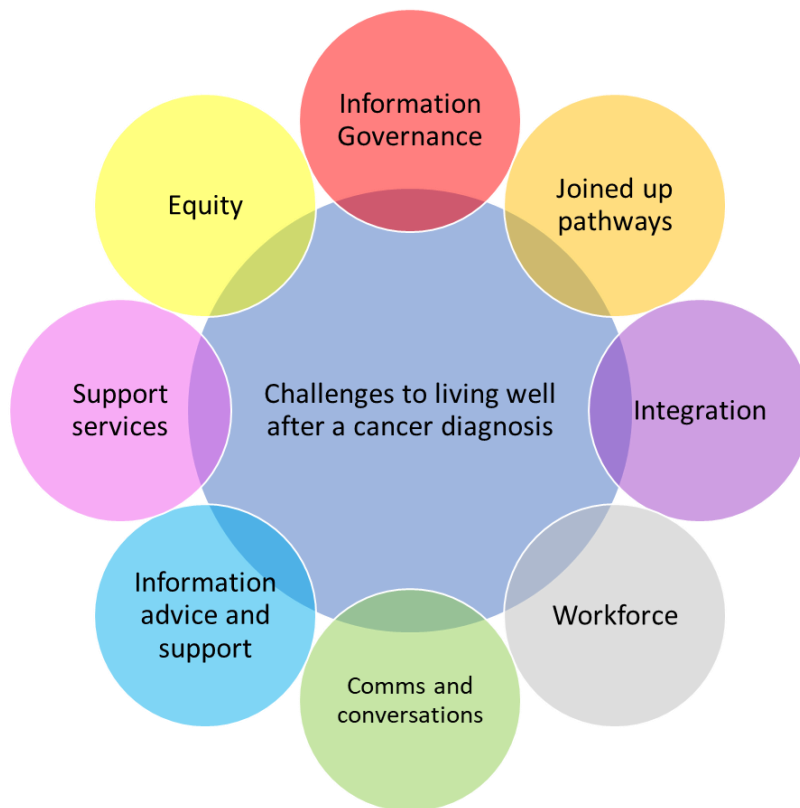 Information
Governance
Joined up
pathways
Integration
Workforce
Comms and
conversations
Information
advice and
support
Support
services
Equity
Challenges to living well
after a cancer diagnosis